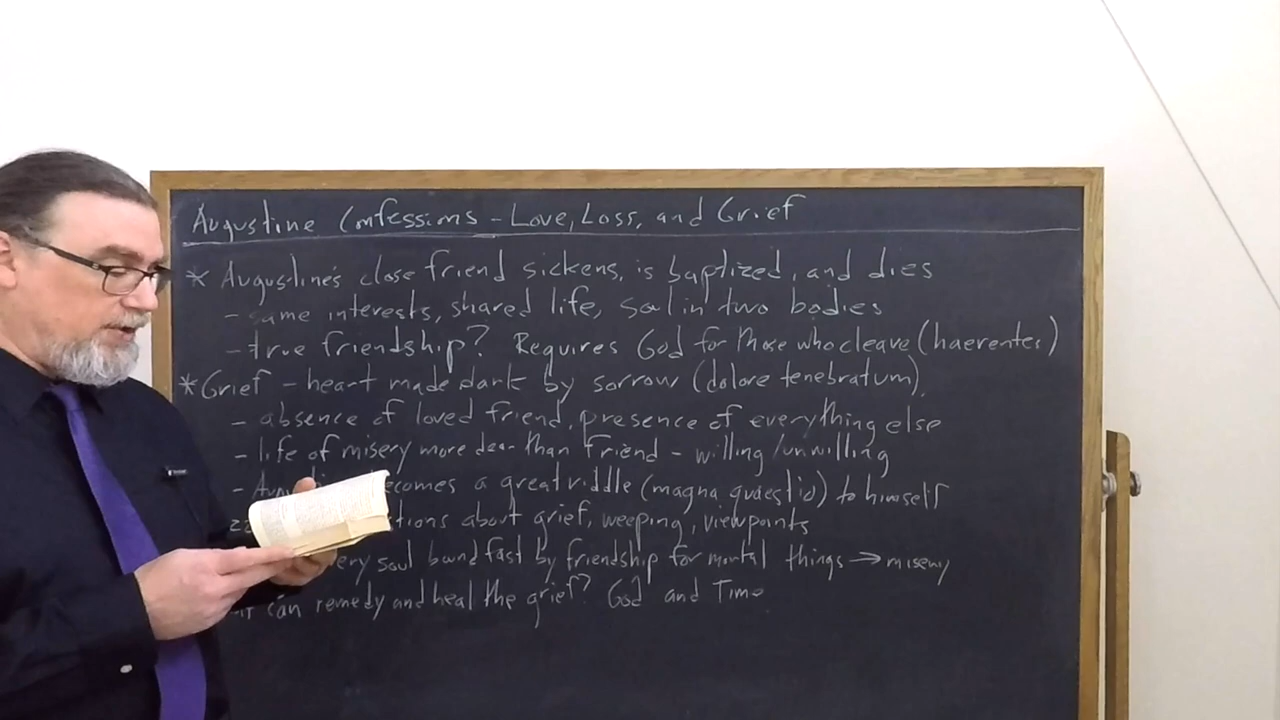 Augustine Confessions - Love, Loss, and Grief
* Augustine's close friend sickens, is baptized, and dies
- same interests, shared life, soul in two bodies
- true friendship? Requires God for those who cleave (haerentes)
* Grief - heart made dark by sorrow (dolore tenebratum)
- absence of loved friend, presence of everything else
- life of misery more dear than friend - willing/unwilling
- becomes a great riddle (magna quaestio) to himself
about grief, weeping, viewpoints
soul bound fast by friendship for mortal things → misery
can remedy and heal the grief? God and Time